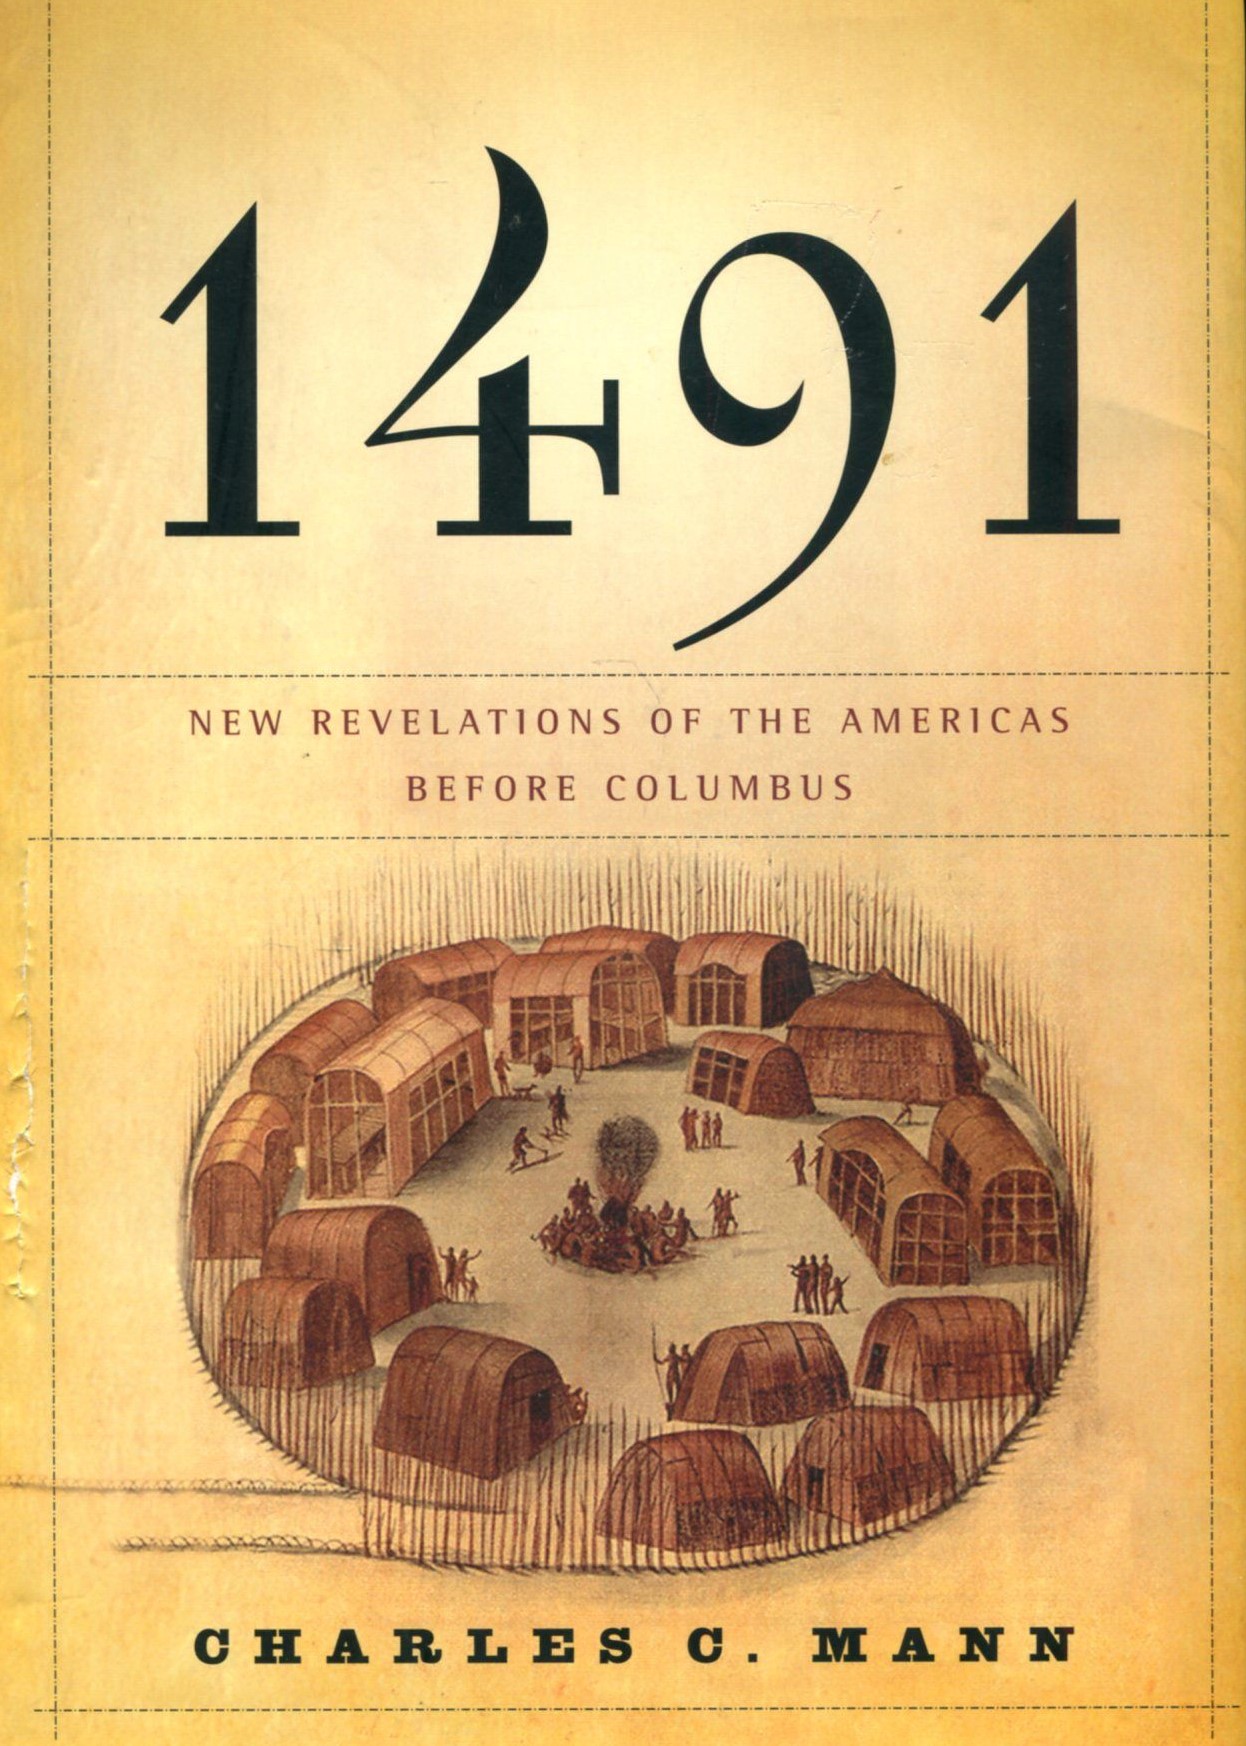 1491
NEW REVELATIONS OF THE AMERICAS
BEFORE COLUMBUS
CHARLES C. MANN